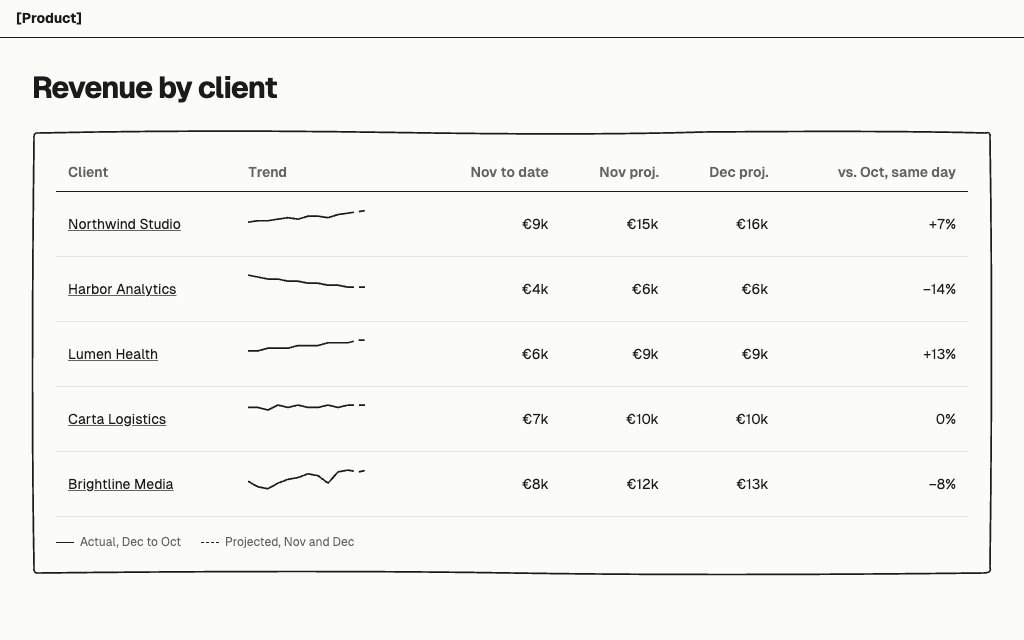 [Product]
Revenue by client
Client Trend Nov to date Nov proj. Dec proj. vs. Oct, same day
Northwind Studio €9k €15k €16k +7%
Harbor Analytics €4k €6k €6k −14%
Lumen Health €6k €9k €9k +13%
Carta Logistics €7k €10k €10k 0%
Brightline Media €8k €12k €13k −8%
Actual, Dec to Oct Projected, Nov and Dec